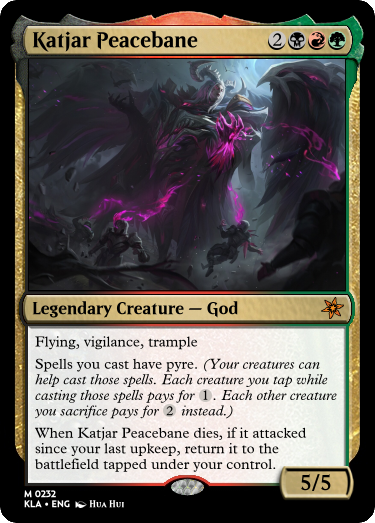 Katjar Peacebane 2
Legendary Creature — God
Flying, vigilance, trample
Spells you cast have pyre. (Your creatures can
help cast those spells. Each creature you tap while
casting those spells pays for 1. Each other creature
you sacrifice pays for 2 instead.)
When Katjar Peacebane dies, if it attacked
since your last upkeep, return it to the
battlefield tapped under your control.
5/5
M 0232
KLA • ENG Hua Hui